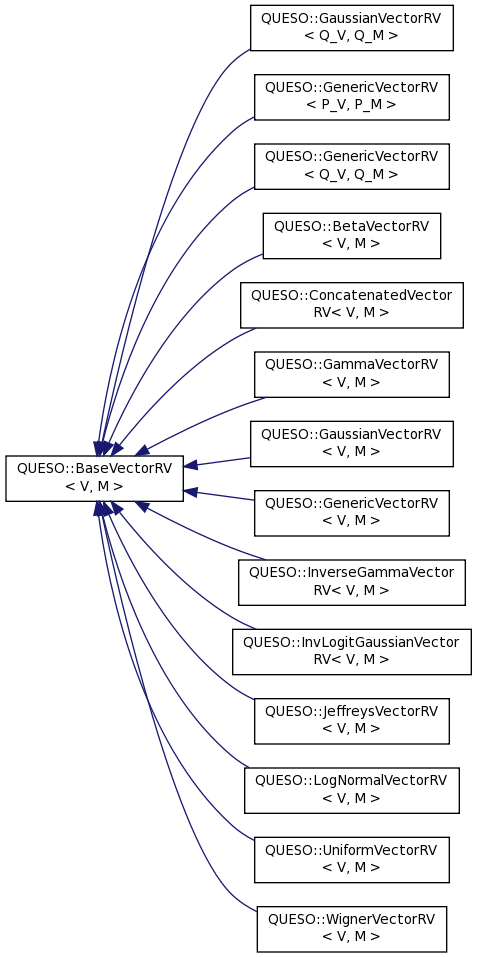 QUESO::GaussianVectorRV
< Q_V, Q_M >
QUESO::GenericVectorRV
< P_V, P_M >
QUESO::GenericVectorRV
< Q_V, Q_M >
QUESO::BetaVectorRV
< V, M >
QUESO::ConcatenatedVector
RV< V, M >
QUESO::GammaVectorRV
< V, M >
QUESO::GaussianVectorRV
< V, M >
QUESO::BaseVectorRV
< V, M >
QUESO::GenericVectorRV
< V, M >
QUESO::InverseGammaVector
RV< V, M >
QUESO::InvLogitGaussianVector
RV< V, M >
QUESO::JeffreysVectorRV
< V, M >
QUESO::LogNormalVectorRV
< V, M >
QUESO::UniformVectorRV
< V, M >
QUESO::WignerVectorRV
< V, M >